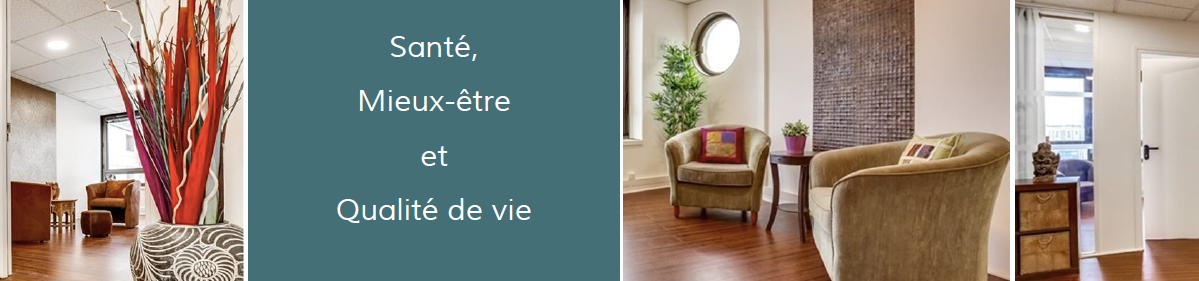 Santé,
Mieux-être
et
Qualité de vie